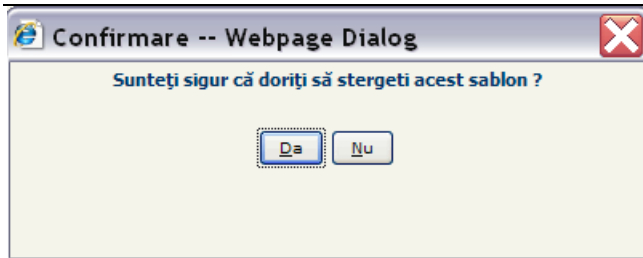 Confirmare -- Webpage Dialog
Sunteţi sigur că doriţi să stergeti acest sablon ?
Da Nu